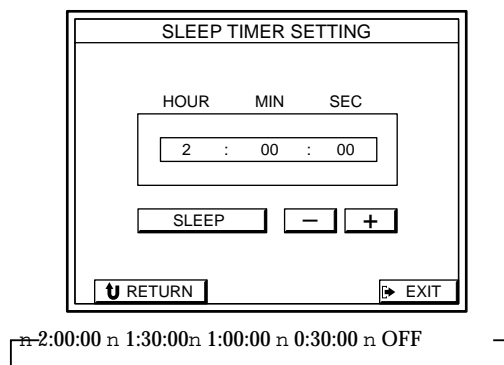 SLEEP TIMER SETTING
HOUR MIN SEC
2 : 00 : 00
SLEEP − +
RETURN EXIT
n 2:00:00 n 1:30:00n 1:00:00 n 0:30:00 n OFF